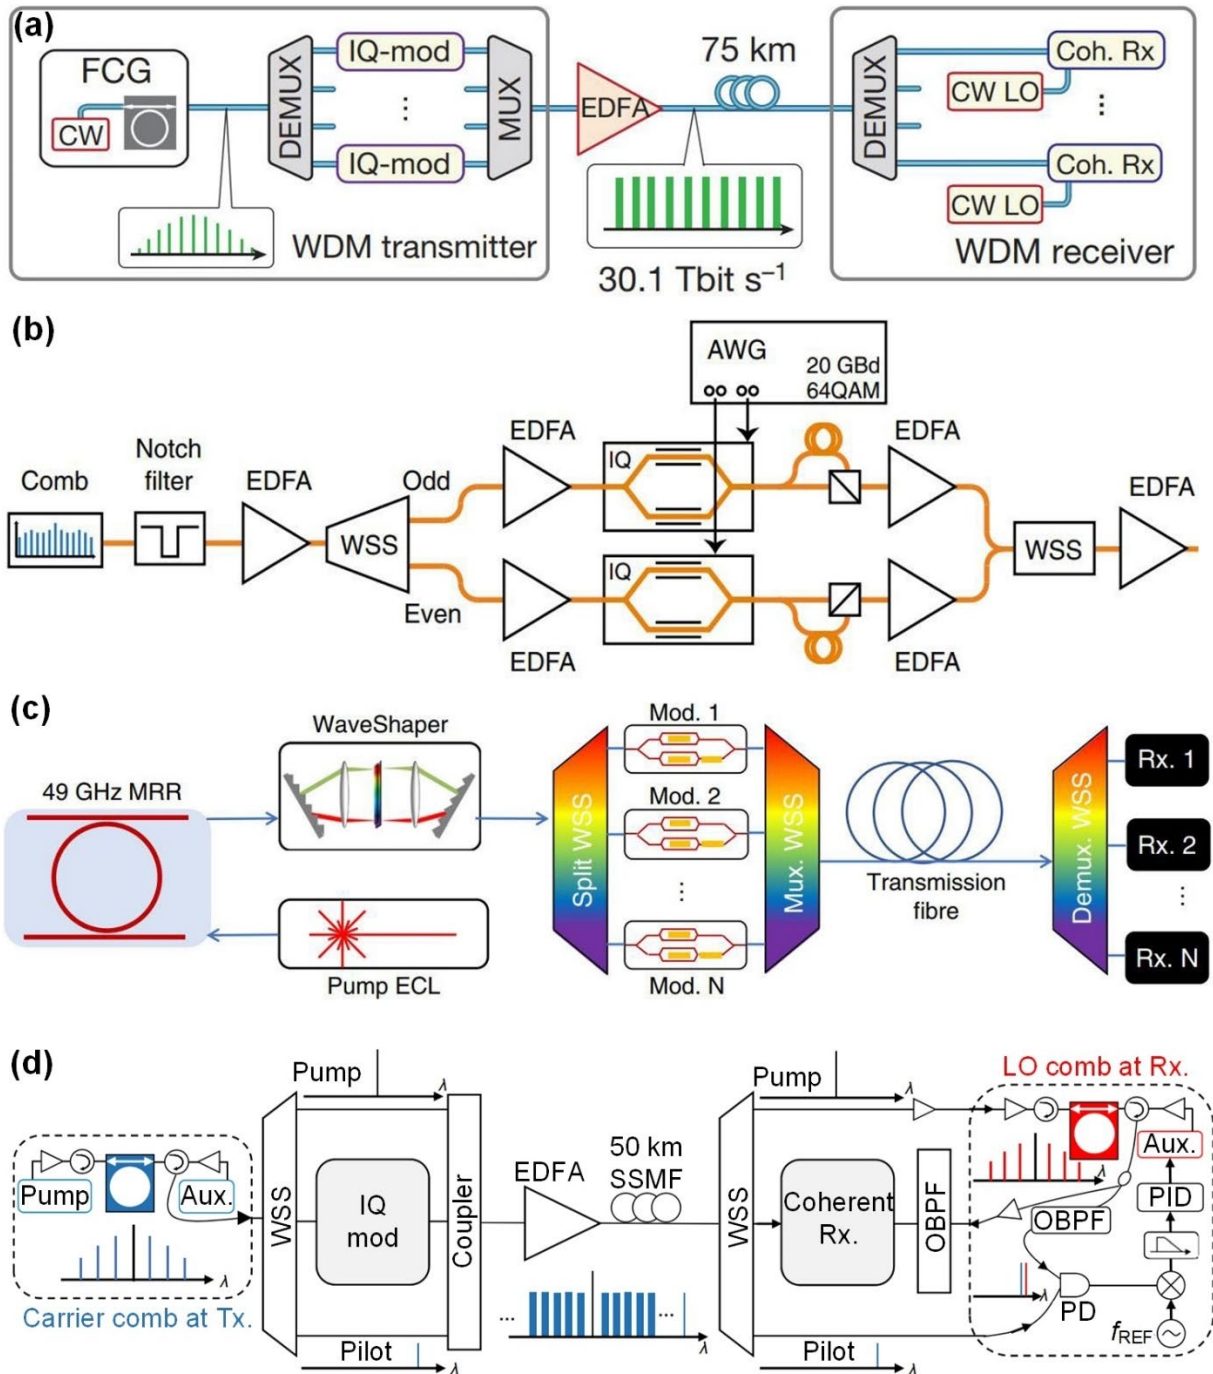 (a)
FCG
CW
DEMUX
IQ-mod
⋮
IQ-mod
MUX
WDM transmitter
EDFA
75 km
30.1 Tbit s⁻¹
DEMUX
Coh. Rx
CW LO
⋮
Coh. Rx
CW LO
WDM receiver
(b)
Comb
Notch
filter
EDFA
WSS
Odd
Even
EDFA
EDFA
AWG
20 GBd
64QAM
IQ
IQ
EDFA
EDFA
WSS
EDFA
(c)
49 GHz MRR
WaveShaper
Pump ECL
Split WSS
Mod. 1
Mod. 2
⋮
Mod. N
Mux. WSS
Transmission
fibre
Demux. WSS
Rx. 1
Rx. 2
⋮
Rx. N
(d)
Pump
Aux.
λ
Carrier comb at Tx.
WSS
Pump
λ
IQ
mod
Pilot
λ
Coupler
EDFA
50 km
SSMF
...
...
λ
WSS
Pump
λ
Coherent
Rx.
OBPF
Pilot
λ
LO comb at Rx.
λ
Aux.
PID
OBPF
λ
PD
fREF